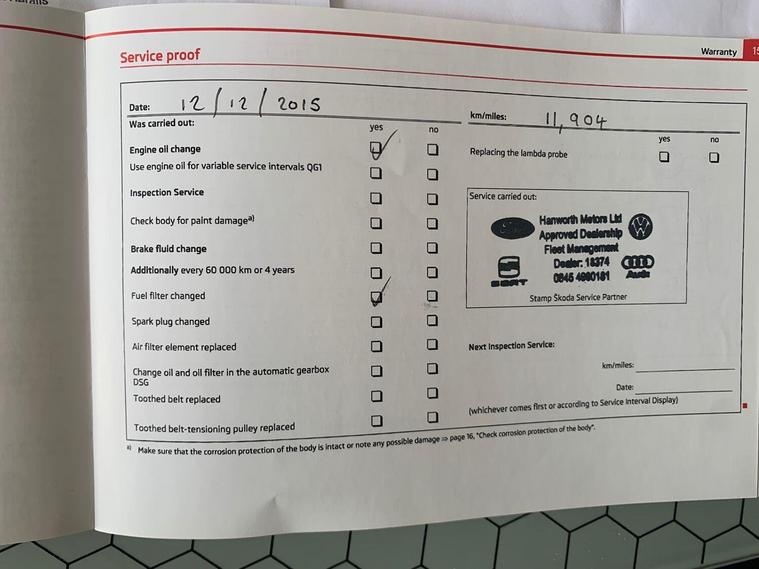 Service proof
Warranty
15
Date: 12/12/2015
km/miles: 11,904
Was carried out:
yes no
yes no
Engine oil change
Replacing the lambda probe
Use engine oil for variable service intervals QG1
Inspection Service
Service carried out:
Check body for paint damage a)
Ford
Hanworth Motors Ltd
Approved Dealership
Fleet Management
Dealer: 18374
0845 4990181
SEAT
Audi
Stamp Škoda Service Partner
Brake fluid change
Additionally every 60 000 km or 4 years
Fuel filter changed
Spark plug changed
Air filter element replaced
Next Inspection Service:
km/miles:
Change oil and oil filter in the automatic gearbox
DSG
Date:
Toothed belt replaced
(whichever comes first or according to Service Interval Display)
Toothed belt-tensioning pulley replaced
a) Make sure that the corrosion protection of the body is intact or note any possible damage ⇒ page 16, "Check corrosion protection of the body".